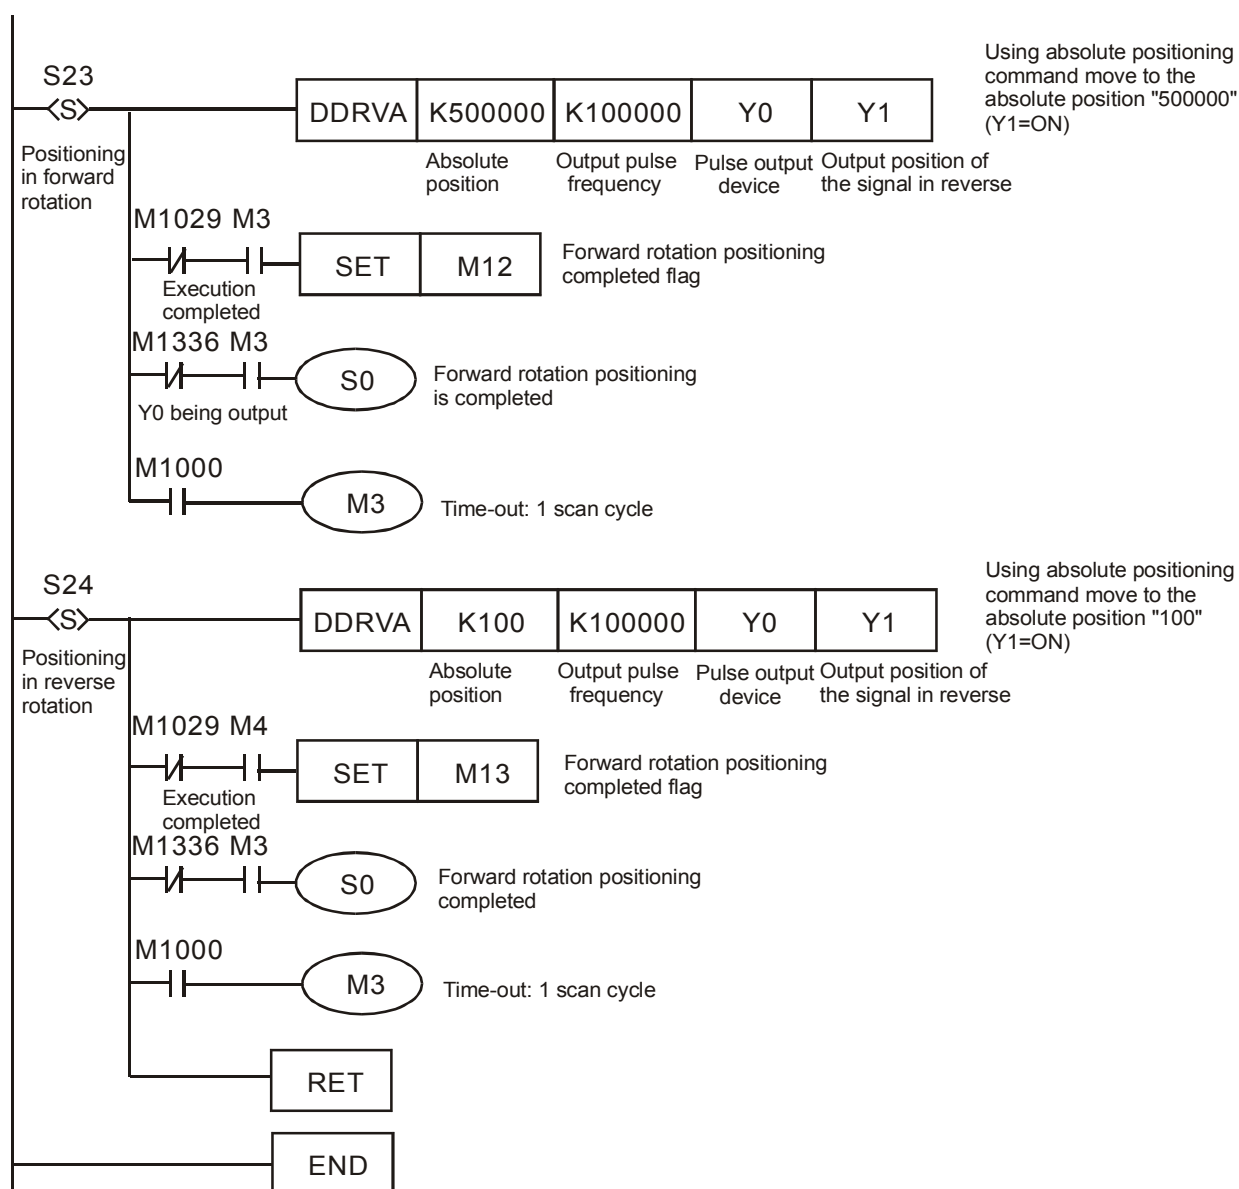 S23
S
DDRVA K500000 K100000 Y0 Y1
Using absolute positioning
command move to the
absolute position "500000"
(Y1=ON)
Positioning
in forward
rotation
Absolute
position
Output pulse
frequency
Pulse output
device
Output position of
the signal in reverse
M1029 M3
SET M12
Forward rotation positioning
completed flag
Execution
completed
M1336 M3
S0
Forward rotation positioning
is completed
Y0 being output
M1000
M3
Time-out: 1 scan cycle
S24
S
DDRVA K100 K100000 Y0 Y1
Using absolute positioning
command move to the
absolute position "100"
(Y1=ON)
Positioning
in reverse
rotation
Absolute
position
Output pulse
frequency
Pulse output
device
Output position of
the signal in reverse
M1029 M4
SET M13
Forward rotation positioning
completed flag
Execution
completed
M1336 M3
S0
Forward rotation positioning
completed
M1000
M3
Time-out: 1 scan cycle
RET
END